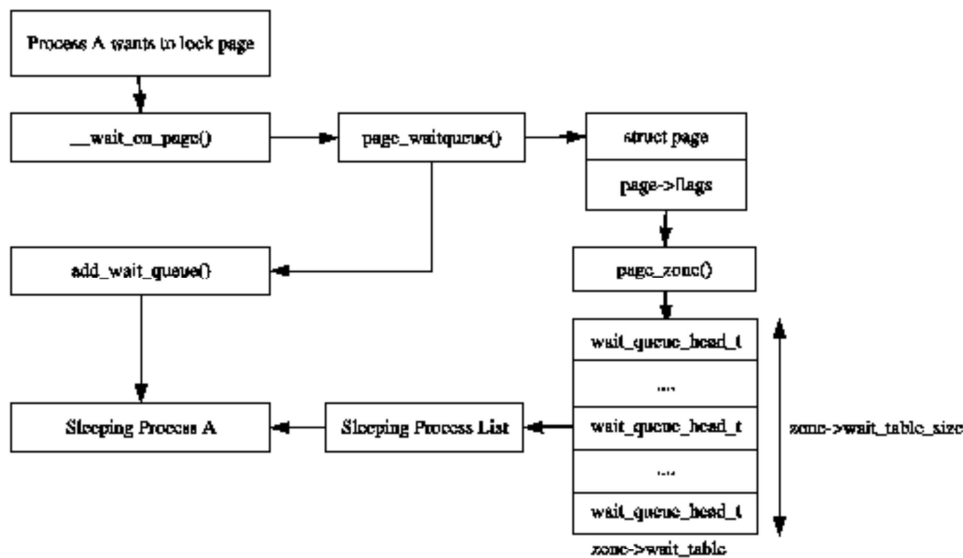 Process A wants to lock page
__wait_on_page()
page_waitqueue()
struct page
page->flags
add_wait_queue()
page_zone()
wait_queue_head_t
....
Sleeping Process A
Sleeping Process List
wait_queue_head_t
zone->wait_table_size
....
wait_queue_head_t
zone->wait_table